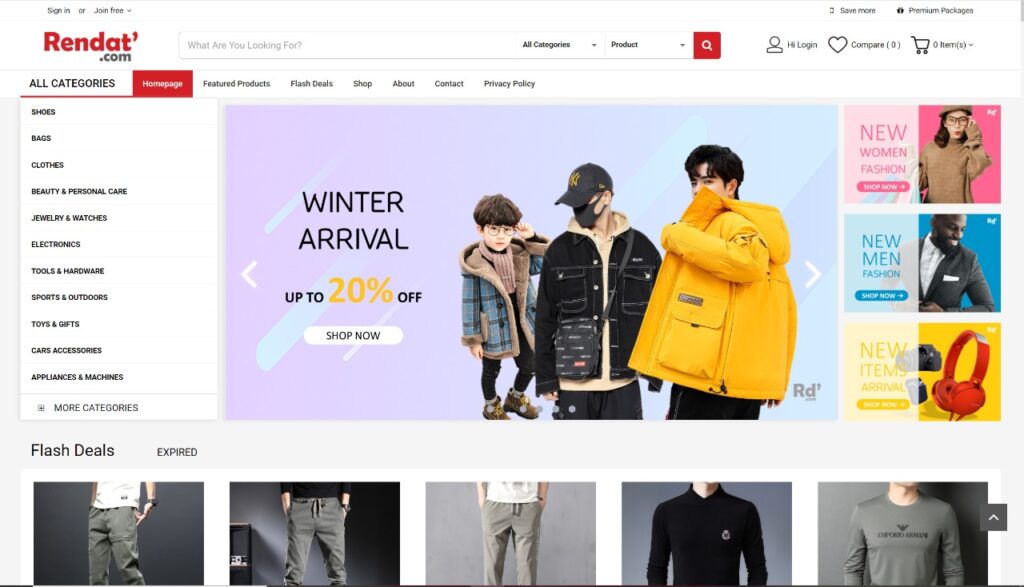 Sign in or Join free
Save more Premium Packages
Rendat'
.com
What Are You Looking For?
All Categories
Product
Hi Login
Compare ( 0 )
0 Item(s)
ALL CATEGORIES
Homepage
Featured Products
Flash Deals
Shop
About
Contact
Privacy Policy
SHOES
BAGS
CLOTHES
BEAUTY & PERSONAL CARE
JEWELRY & WATCHES
ELECTRONICS
TOOLS & HARDWARE
SPORTS & OUTDOORS
TOYS & GIFTS
CARS ACCESSORIES
APPLIANCES & MACHINES
MORE CATEGORIES
WINTER
ARRIVAL
UP TO 20% OFF
SHOP NOW
NY
Rd'
.com
NEW
WOMEN
FASHION
SHOP NOW
Rd'
NEW
MEN
FASHION
SHOP NOW
Rd'
NEW
ITEMS
ARRIVAL
SHOP NOW
Rd'
Flash Deals
EXPIRED
EMPORIO ARMANI